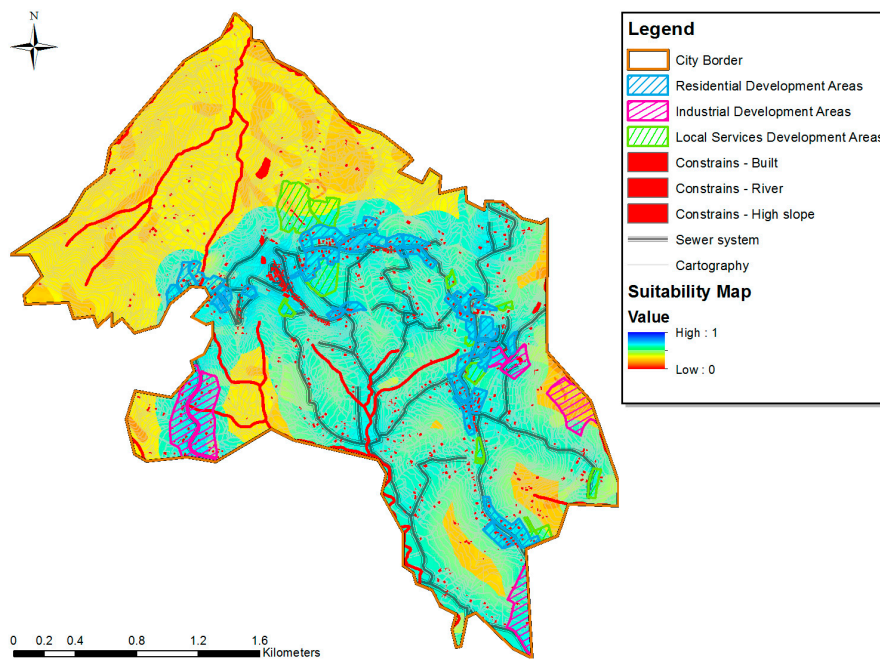 N
Legend
City Border
Residential Development Areas
Industrial Development Areas
Local Services Development Areas
Constrains - Built
Constrains - River
Constrains - High slope
Sewer system
Cartography
Suitability Map
Value
High : 1
Low : 0
0 0.2 0.4 0.8 1.2 1.6
Kilometers